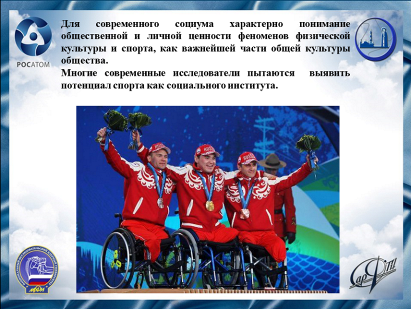 Для современного социума характерно понимание
общественной и личной ценности феноменов физической
культуры и спорта, как важнейшей части общей культуры
общества.
Многие современные исследователи пытаются выявить
потенциал спорта как социального института.
РОСАТОМ